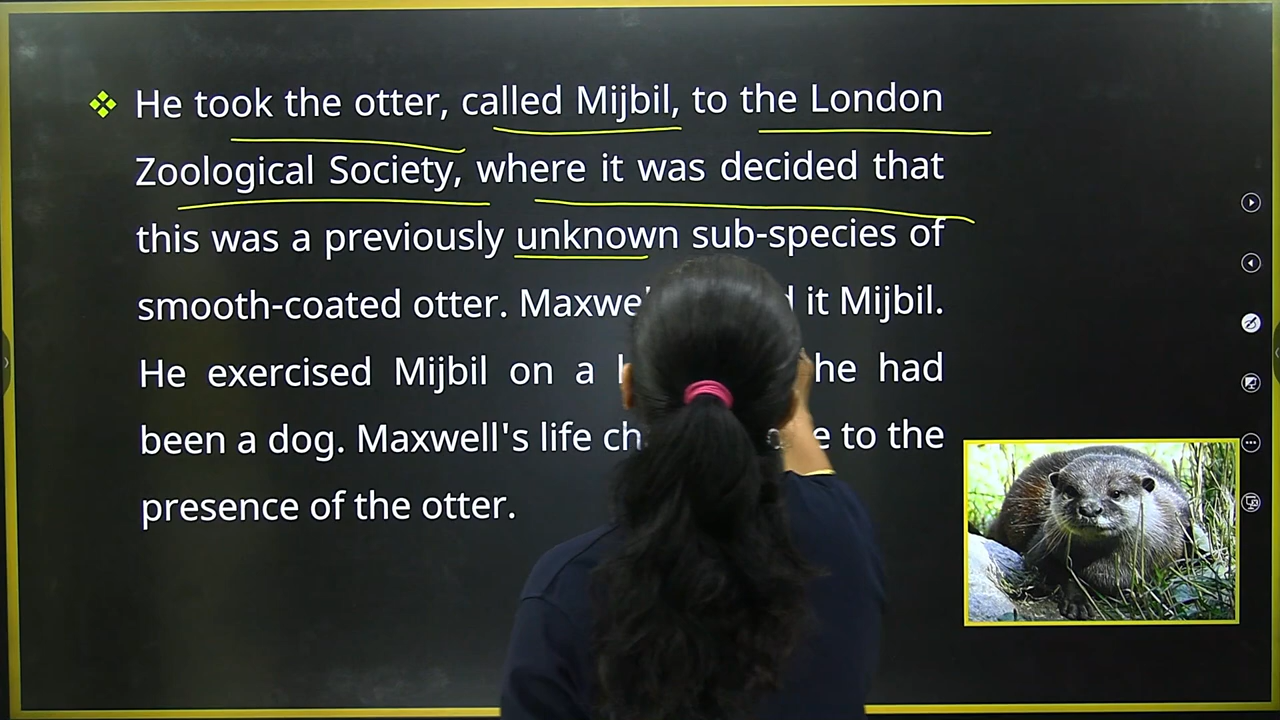 He took the otter, called Mijbil, to the London
Zoological Society, where it was decided that
this was a previously unknown sub-species of
smooth-coated otter. it Mijbil.
He exercised Mijbil on a he had
been a dog. Maxwell's life to the
presence of the otter.